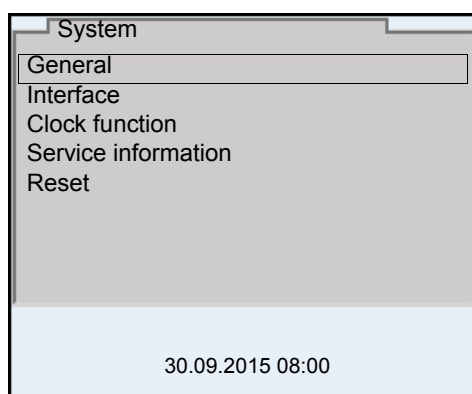 System
General
Interface
Clock function
Service information
Reset
30.09.2015 08:00